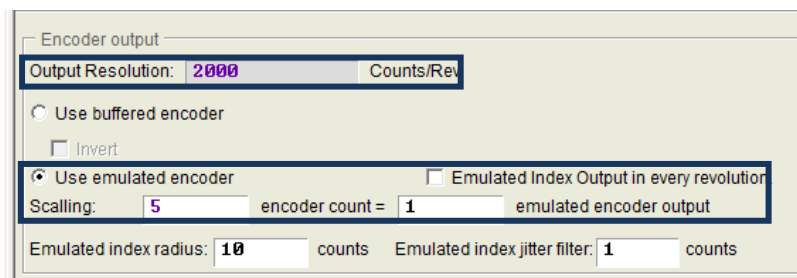 Encoder output
Output Resolution: 2000 Counts/Rev
Use buffered encoder
Invert
Use emulated encoder Emulated Index Output in every revolution.
Scalling: 5 encoder count = 1 emulated encoder output
Emulated index radius: 10 counts Emulated index jitter filter: 1 counts